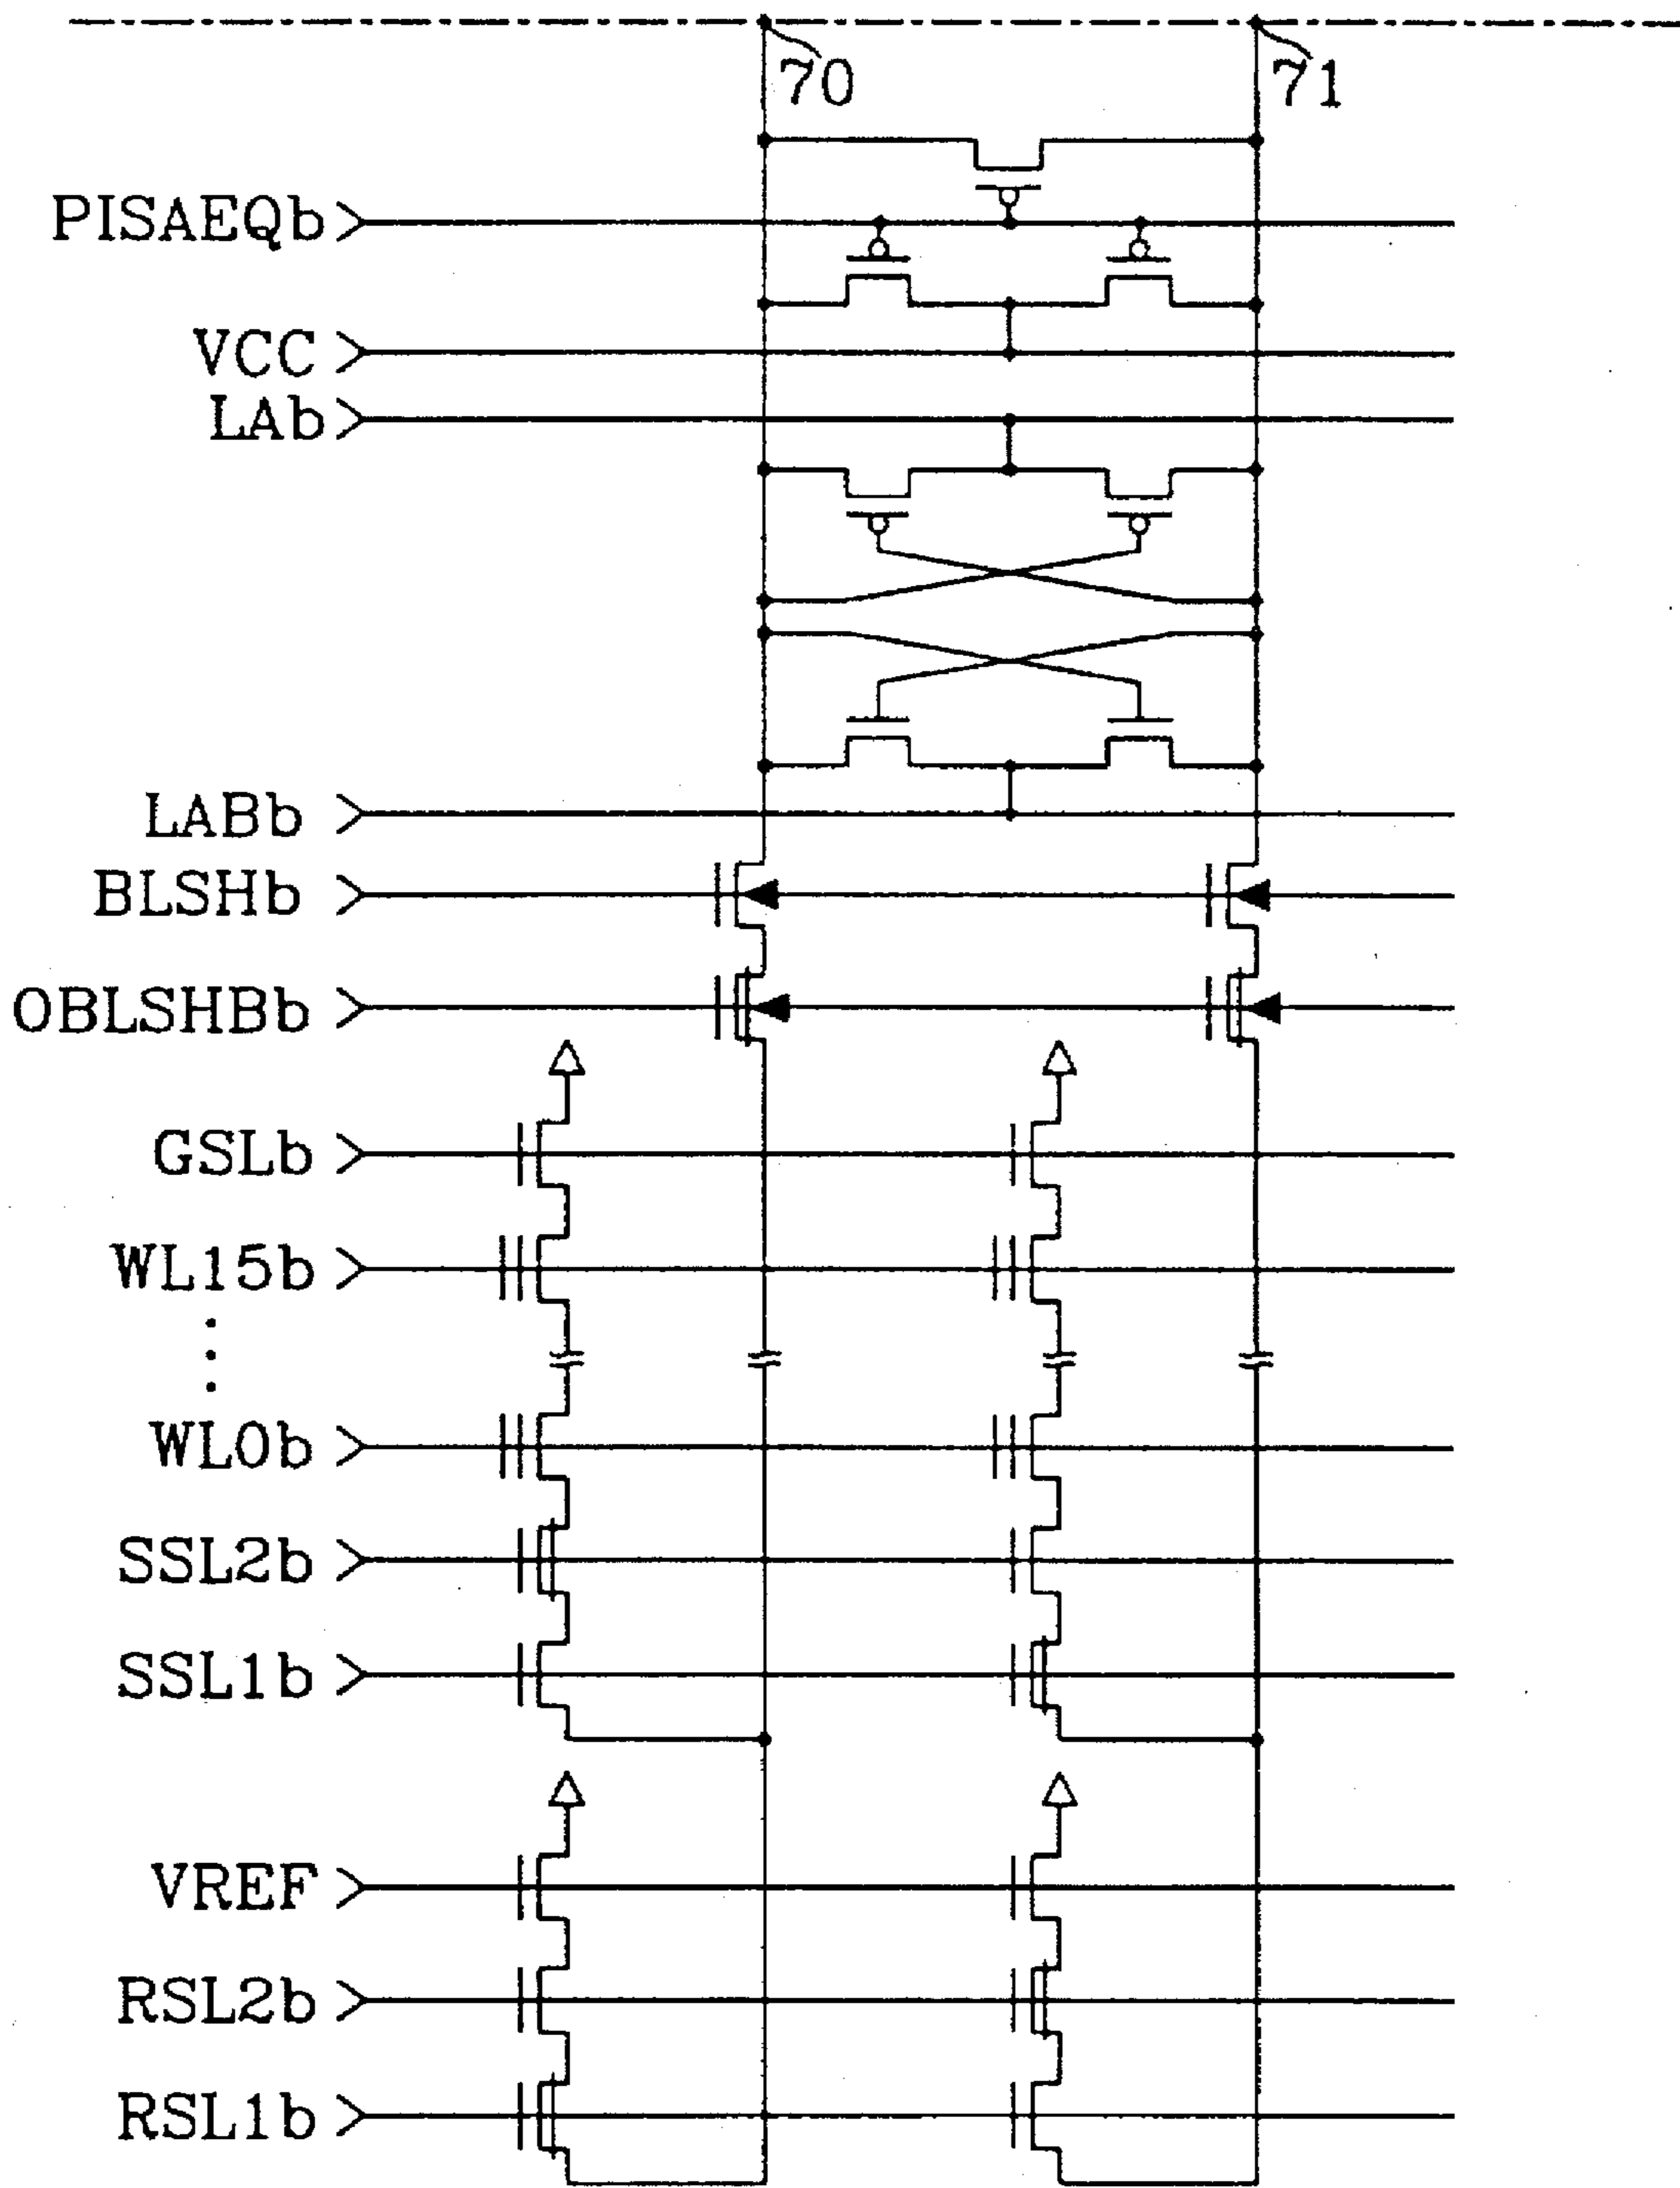 70
71
PISAEQb
VCC
LAb
LABb
BLSHb
OBLSHBb
GSLb
WL15b
WL0b
SSL2b
SSL1b
VREF
RSL2b
RSL1b